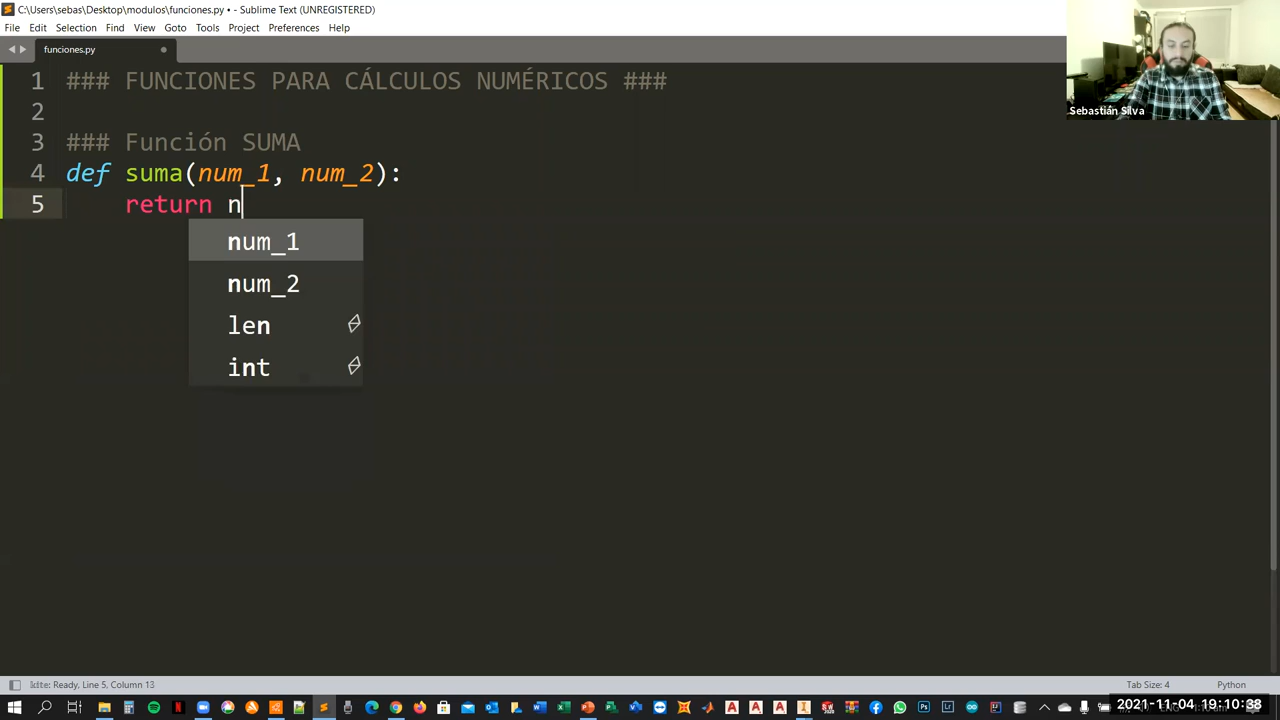 C:\Users\sebas\Desktop\modulos\funciones.py • - Sublime Text (UNREGISTERED)
File Edit Selection Find View Goto Tools Project Preferences Help
funciones.py
1 ### FUNCIONES PARA CÁLCULOS NUMÉRICOS ###
2
3 ### Función SUMA
4 def suma(num_1, num_2):
5 return n
num_1
num_2
len
int
Sebastián Silva
Ready, Line 5, Column 13
Tab Size: 4
Python
2021-11-04 19:10:38